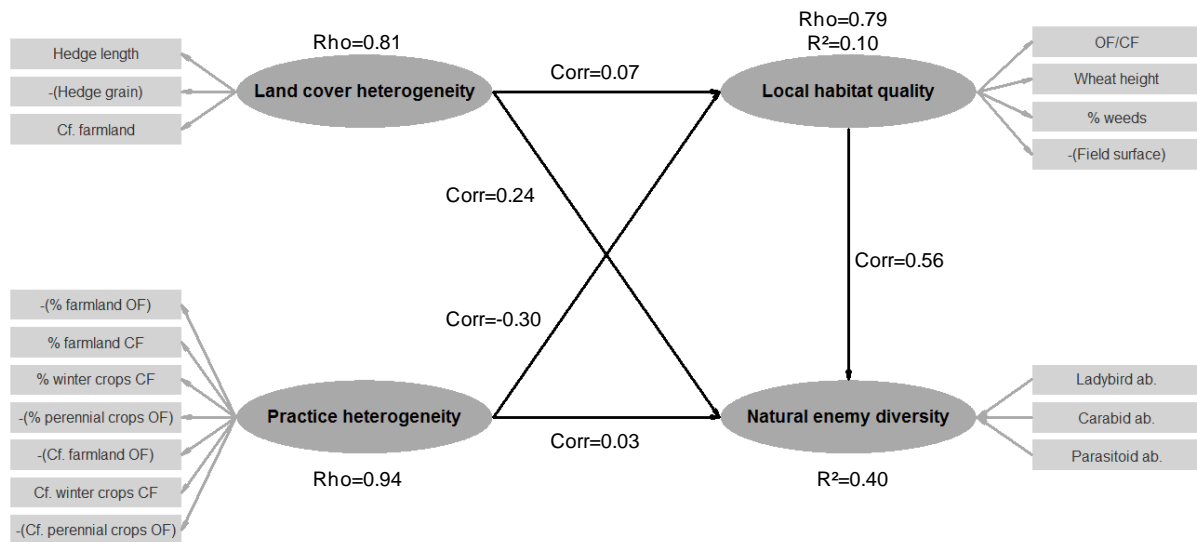 Rho=0.81
Hedge length
-(Hedge grain)
Cf. farmland
Land cover heterogeneity
Corr=0.07
Rho=0.79
R²=0.10
Local habitat quality
OF/CF
Wheat height
% weeds
-(Field surface)
Corr=0.24
Corr=-0.30
Corr=0.56
-(% farmland OF)
% farmland CF
% winter crops CF
-(% perennial crops OF)
-(Cf. farmland OF)
Cf. winter crops CF
-(Cf. perennial crops OF)
Practice heterogeneity
Rho=0.94
Corr=0.03
Natural enemy diversity
R²=0.40
Ladybird ab.
Carabid ab.
Parasitoid ab.